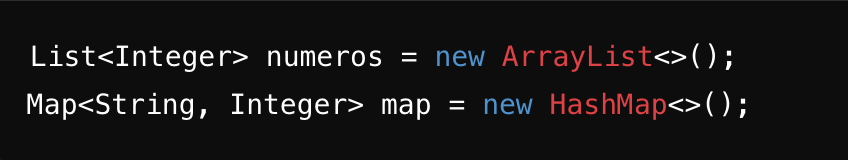 List<Integer> numeros = new ArrayList<>();
Map<String, Integer> map = new HashMap<>();